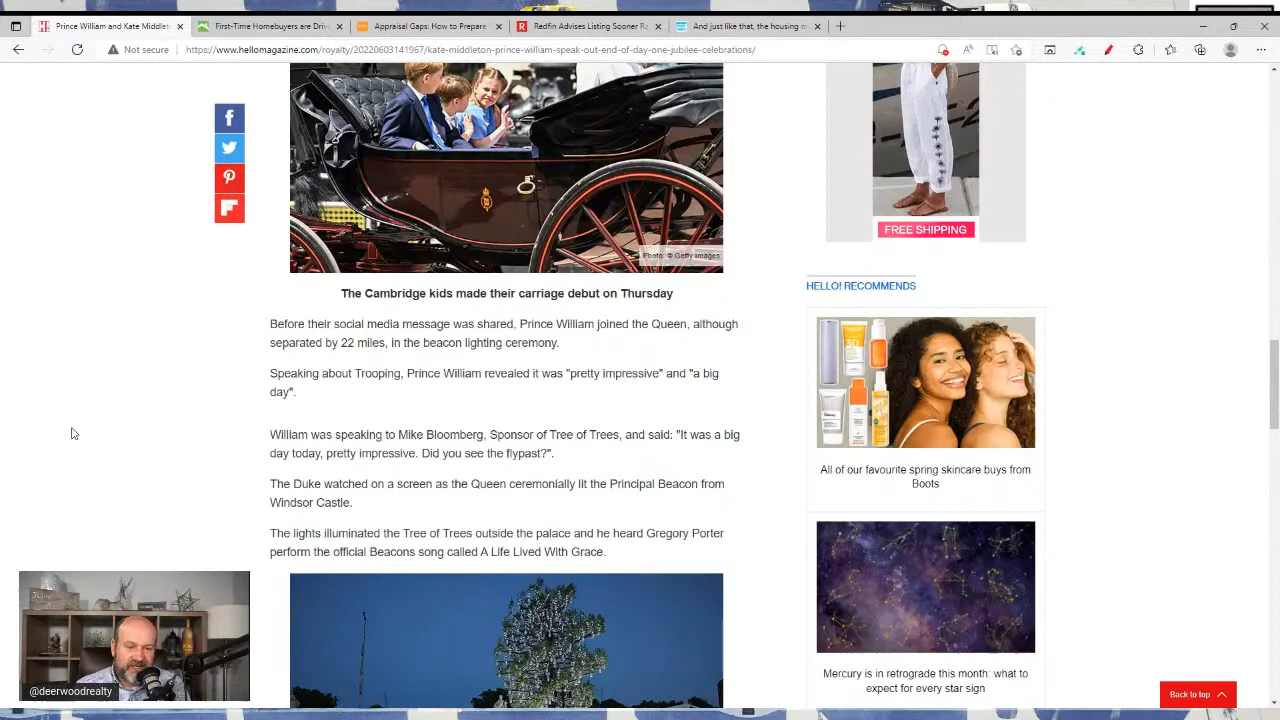 Prince William and Kate Middlet
First-Time Homebuyers are Drive
Appraisal Gaps: How to Prepare
Redfin Advises Listing Sooner Ra
And just like that, the housing m
Not secure
https://www.hellomagazine.com/royalty/20220603141967/kate-middleton-prince-william-speak-out-end-of-day-one-jubilee-celebrations/
Photo: © Getty Images
The Cambridge kids made their carriage debut on Thursday
Before their social media message was shared, Prince William joined the Queen, although
separated by 22 miles, in the beacon lighting ceremony.
Speaking about Trooping, Prince William revealed it was "pretty impressive" and "a big
day".
William was speaking to Mike Bloomberg, Sponsor of Tree of Trees, and said: "It was a big
day today, pretty impressive. Did you see the flypast?".
The Duke watched on a screen as the Queen ceremonially lit the Principal Beacon from
Windsor Castle.
The lights illuminated the Tree of Trees outside the palace and he heard Gregory Porter
perform the official Beacons song called A Life Lived With Grace.
FREE SHIPPING
HELLO! RECOMMENDS
All of our favourite spring skincare buys from
Boots
Mercury is in retrograde this month: what to
expect for every star sign
Back to top
@deerwoodrealty